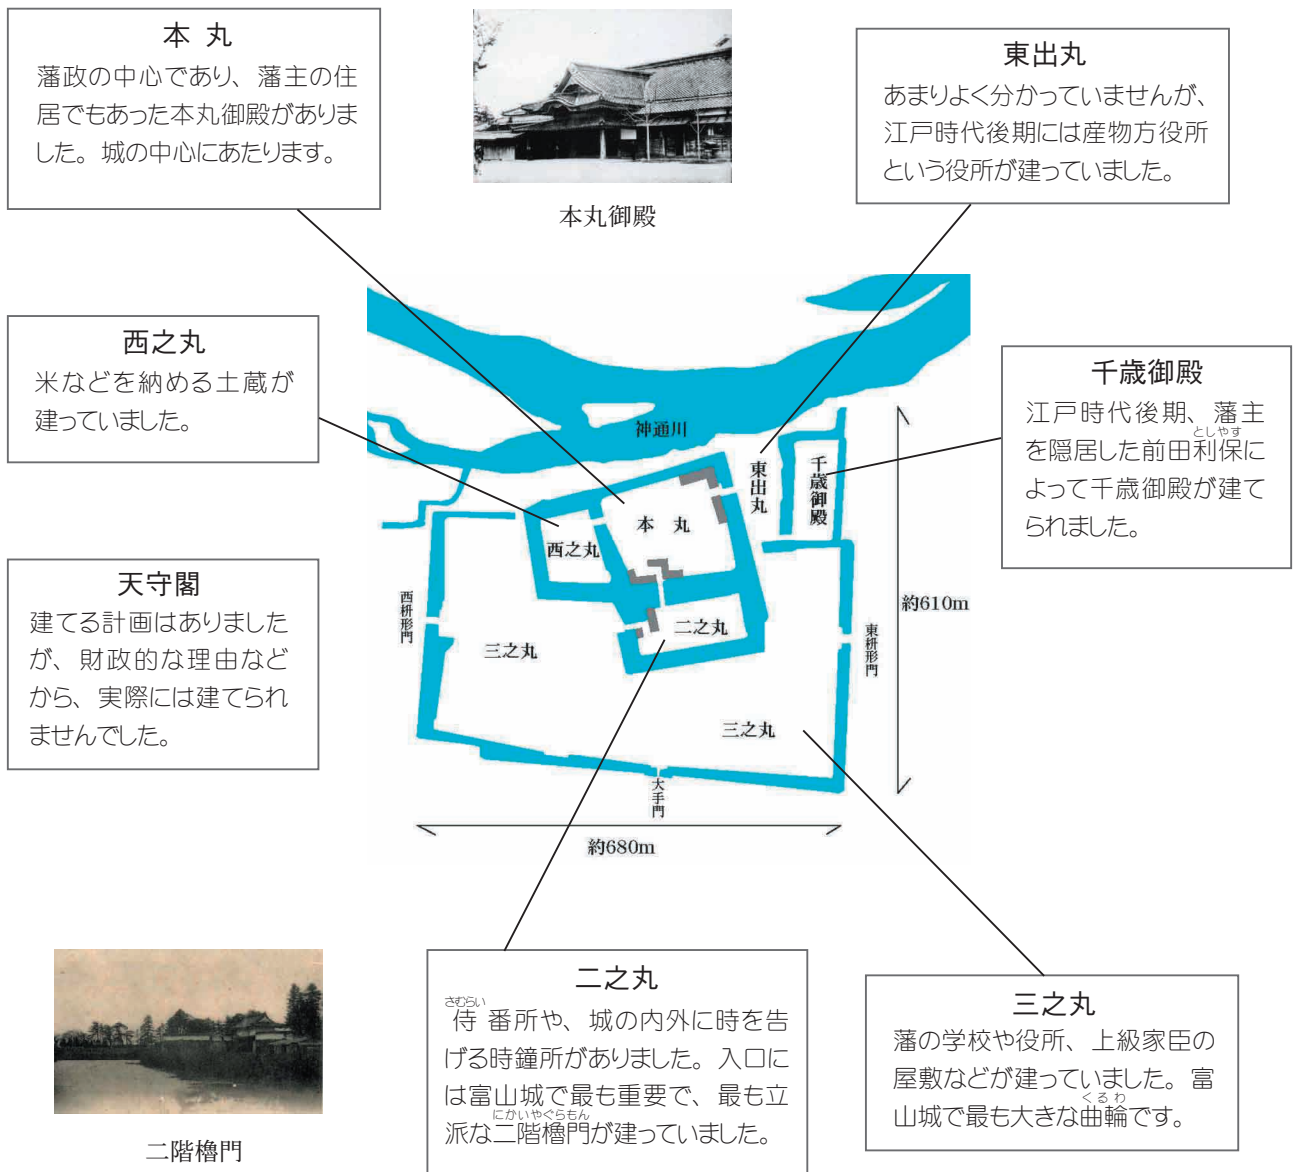 本 丸
藩政の中心であり、藩主の住
居でもあった本丸御殿がありま
した。城の中心にあたります。
本丸御殿
東出丸
あまりよく分かっていませんが、
江戸時代後期には産物方役所
という役所が建っていました。
西之丸
米などを納める土蔵が
建っていました。
千歳御殿
江戸時代後期、藩主
としやす
を隠居した前田利保に
よって千歳御殿が建て
られました。
天守閣
建てる計画はありました
が、財政的な理由など
から、実際には建てられ
ませんでした。
神通川
東出丸
千歳御殿
本 丸
西之丸
二之丸
三之丸
三之丸
西枡形門
東枡形門
大手門
約610m
約680m
二階櫓門
二之丸
さむらい
侍 番所や、城の内外に時を告
げる時鐘所がありました。入口に
は富山城で最も重要で、最も立
にかいやぐらもん
派な二階櫓門が建っていました。
三之丸
藩の学校や役所、上級家臣の
屋敷などが建っていました。富
くるわ
山城で最も大きな曲輪です。